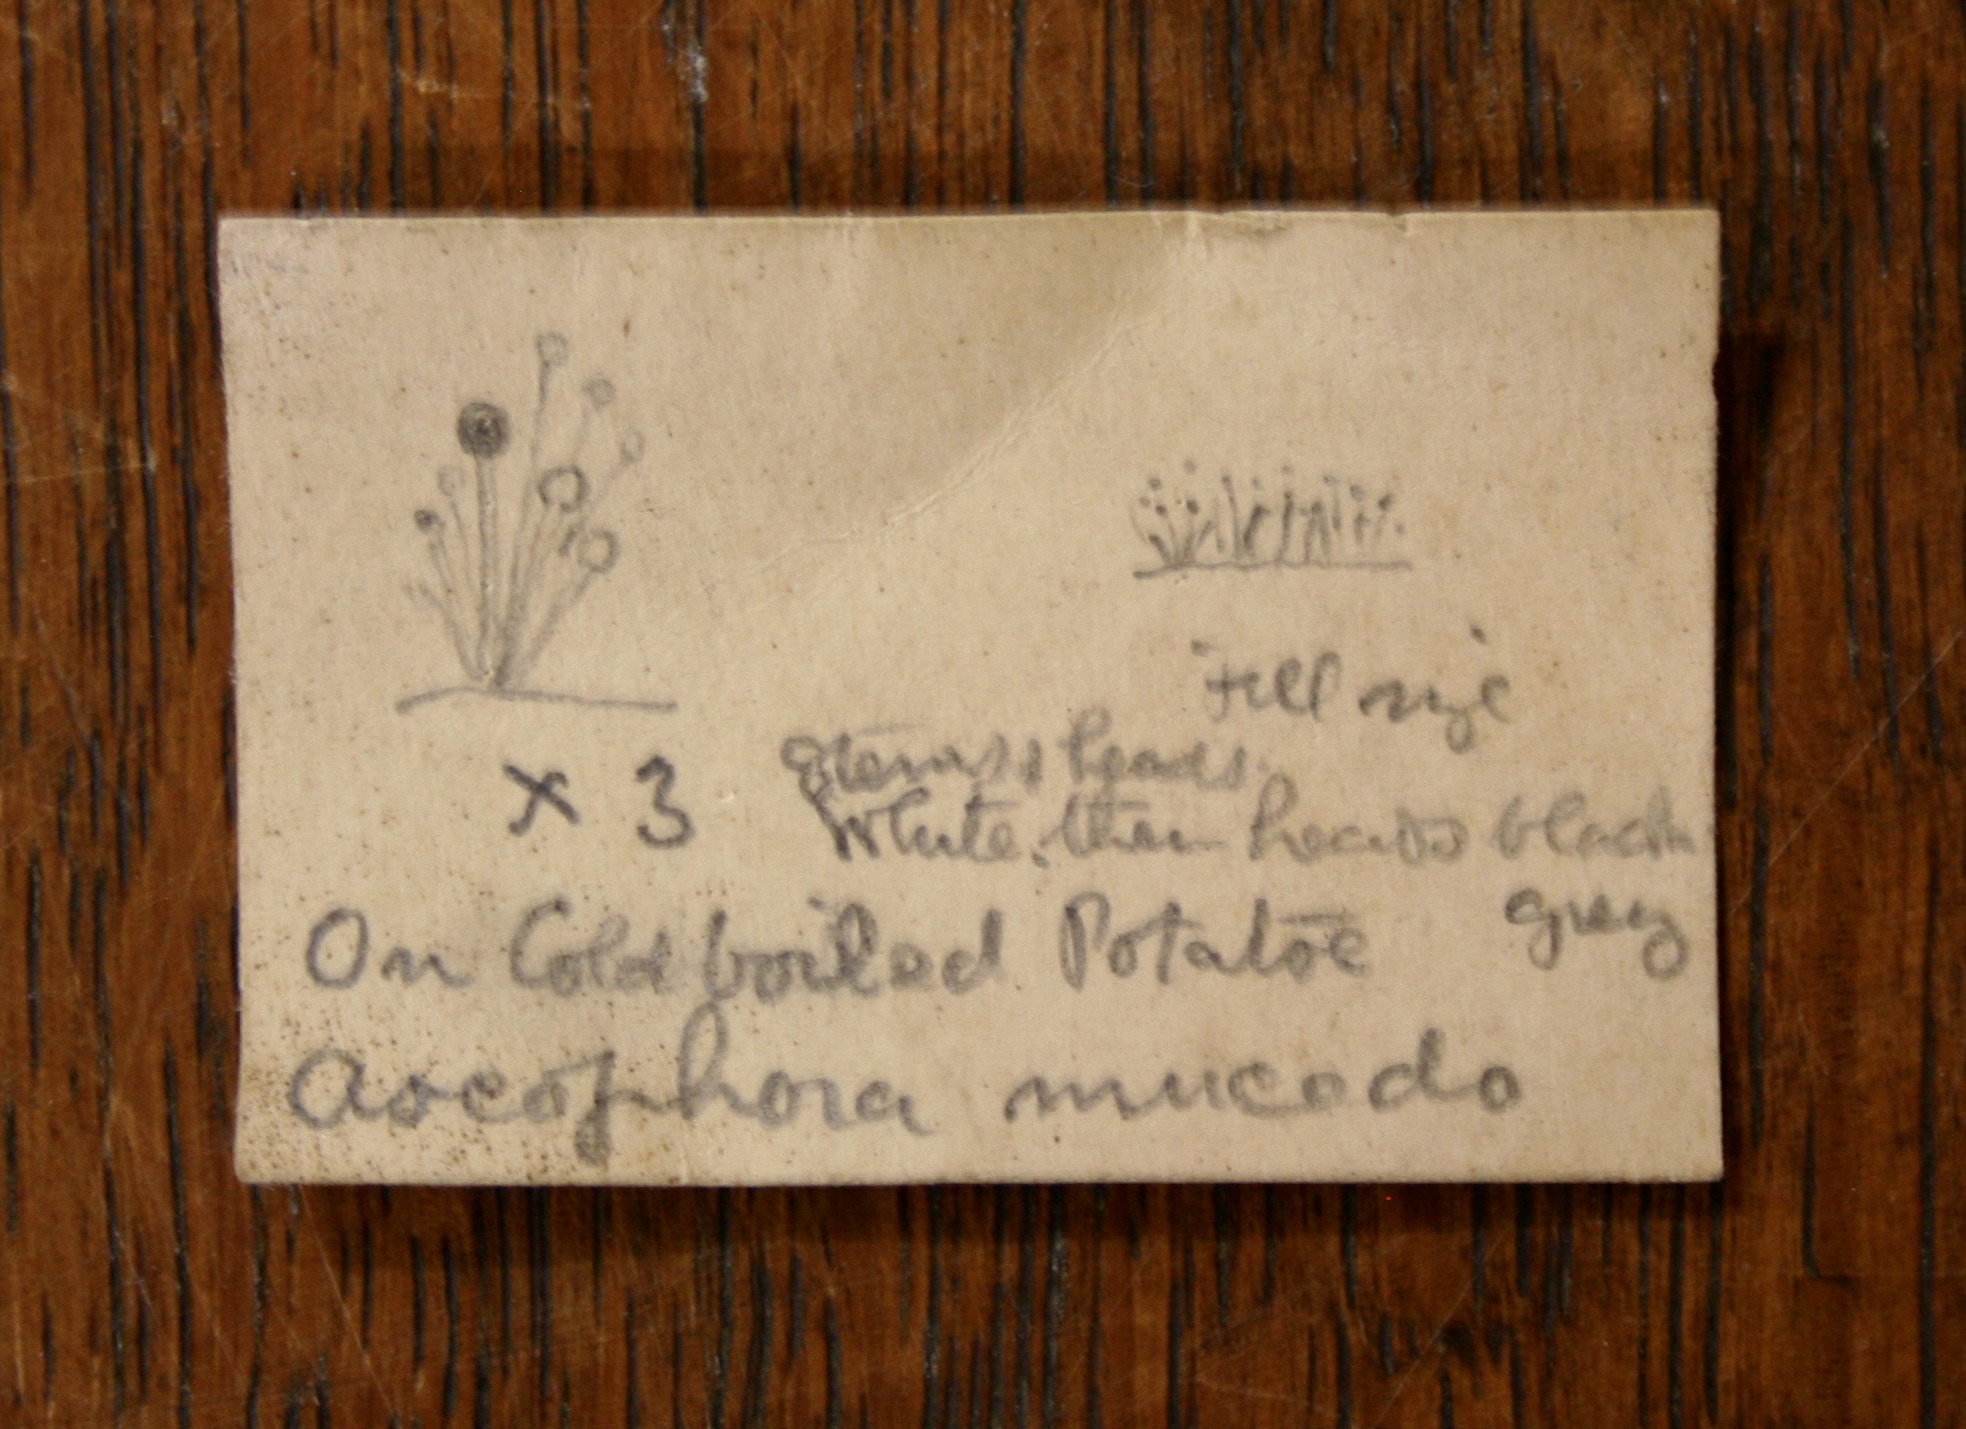 Full size
× 3
Stems & heads
White. then heads black
grey
On Cold boiled Potatoe
Ascophora mucedo